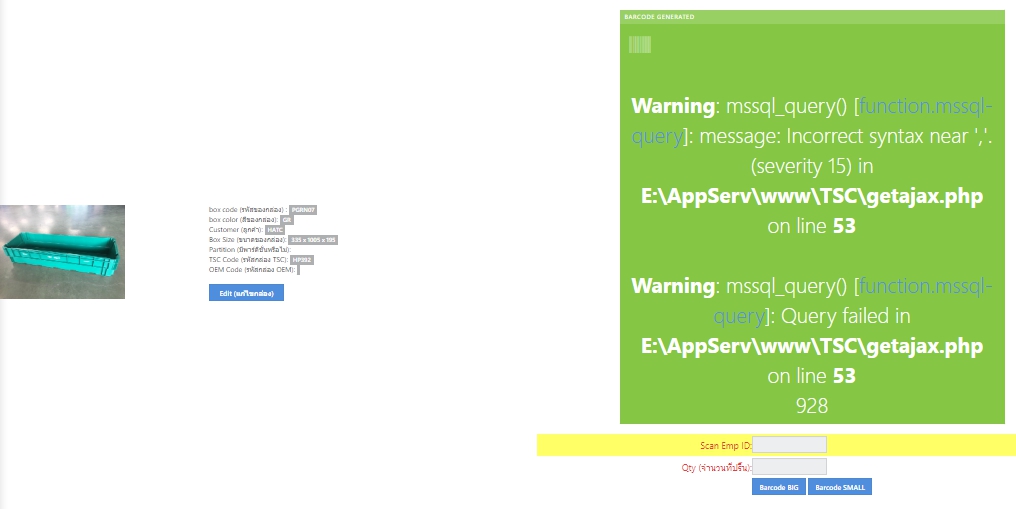 BARCODE GENERATED
Warning: mssql_query() [function.mssql-
query]: message: Incorrect syntax near ','.
(severity 15) in
E:\AppServ\www\TSC\getajax.php
on line 53
Warning: mssql_query() [function.mssql-
query]: Query failed in
E:\AppServ\www\TSC\getajax.php
on line 53
928
box code (รหัสของกล่อง) : PGRN07
box color (สีของกล่อง): GR
Customer (ลูกค้า): HATC
Box Size (ขนาดของกล่อง): 335 x 1005 x 195
Partition (มีพาร์ติชั่นหรือไม่):
TSC Code (รหัสกล่อง TSC): HP392
OEM Code (รหัสกล่อง OEM):
Edit (แก้ไขกล่อง)
Scan Emp ID:
Qty (จำนวนที่ปริ้น):
Barcode BIG Barcode SMALL